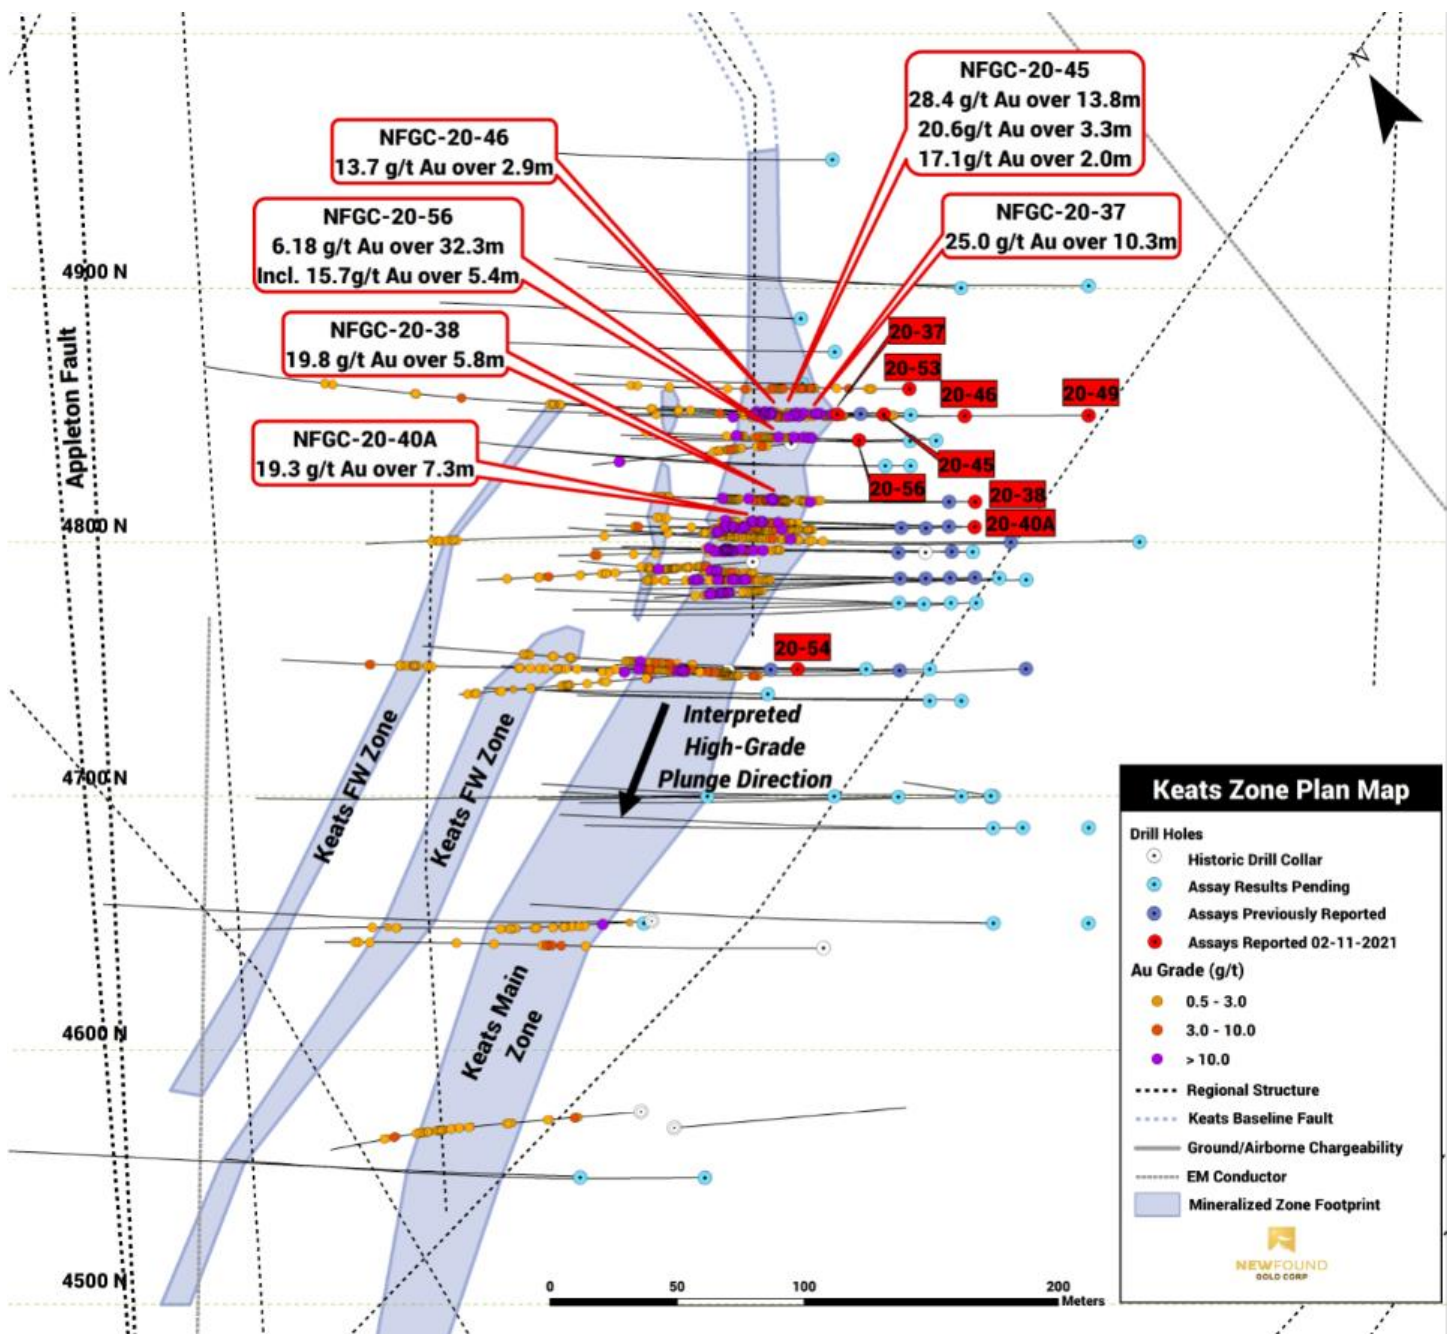 N
NFGC-20-45
28.4 g/t Au over 13.8m
20.6g/t Au over 3.3m
17.1g/t Au over 2.0m
NFGC-20-46
13.7 g/t Au over 2.9m
NFGC-20-56
6.18 g/t Au over 32.3m
Incl. 15.7g/t Au over 5.4m
NFGC-20-37
25.0 g/t Au over 10.3m
4900 N
NFGC-20-38
19.8 g/t Au over 5.8m
20-37
20-53
20-46
20-49
Appleton Fault
NFGC-20-40A
19.3 g/t Au over 7.3m
20-45
20-56
20-38
20-40A
4800 N
20-54
Interpreted
High-Grade
Plunge Direction
Keats FW Zone
Keats FW Zone
4700 N
Keats Main
Zone
4600 N
4500 N
0 50 100 200
Meters
Keats Zone Plan Map
Drill Holes
Historic Drill Collar
Assay Results Pending
Assays Previously Reported
Assays Reported 02-11-2021
Au Grade (g/t)
0.5 - 3.0
3.0 - 10.0
> 10.0
Regional Structure
Keats Baseline Fault
Ground/Airborne Chargeability
EM Conductor
Mineralized Zone Footprint
NEWFOUND
GOLD CORP